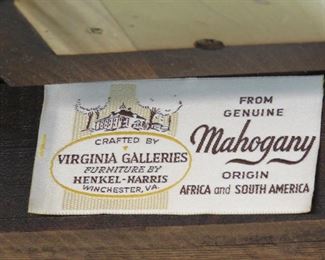 CRAFTED BY
VIRGINIA GALLERIES
FURNITURE BY
HENKEL-HARRIS
WINCHESTER, VA.
FROM
GENUINE
Mahogany
ORIGIN
AFRICA and SOUTH AMERICA